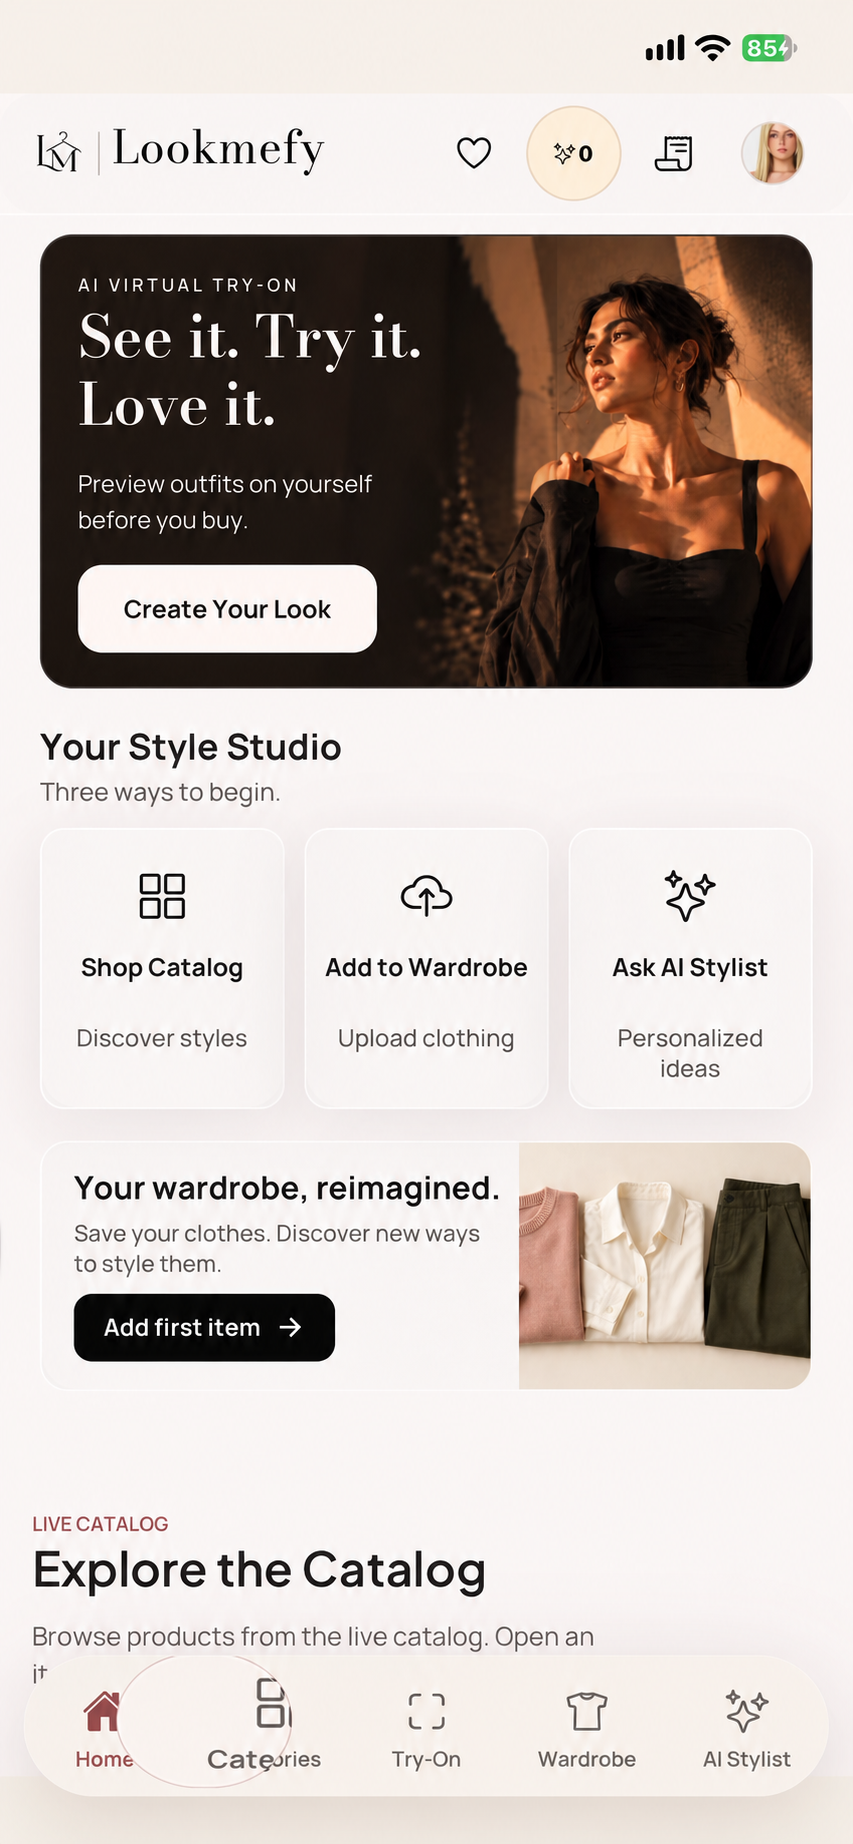 85
LM | Lookmefy
0
AI VIRTUAL TRY-ON
See it. Try it.
Love it.
Preview outfits on yourself
before you buy.
Create Your Look
Your Style Studio
Three ways to begin.
Shop Catalog
Discover styles
Add to Wardrobe
Upload clothing
Ask AI Stylist
Personalized
ideas
Your wardrobe, reimagined.
Save your clothes. Discover new ways
to style them.
Add first item →
LIVE CATALOG
Explore the Catalog
Browse products from the live catalog. Open an
Home
Categories
Try-On
Wardrobe
AI Stylist